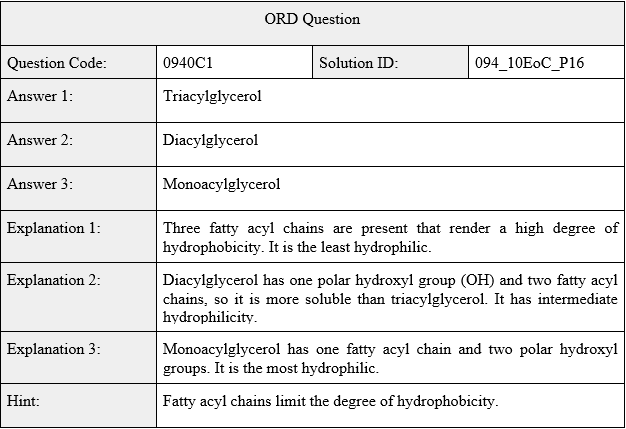 ORD Question
Question Code: 0940C1 Solution ID: 094_10EoC_P16
Answer 1: Triacylglycerol
Answer 2: Diacylglycerol
Answer 3: Monoacylglycerol
Explanation 1: Three fatty acyl chains are present that render a high degree of
hydrophobicity. It is the least hydrophilic.
Explanation 2: Diacylglycerol has one polar hydroxyl group (OH) and two fatty acyl
chains, so it is more soluble than triacylglycerol. It has intermediate
hydrophilicity.
Explanation 3: Monoacylglycerol has one fatty acyl chain and two polar hydroxyl
groups. It is the most hydrophilic.
Hint: Fatty acyl chains limit the degree of hydrophobicity.